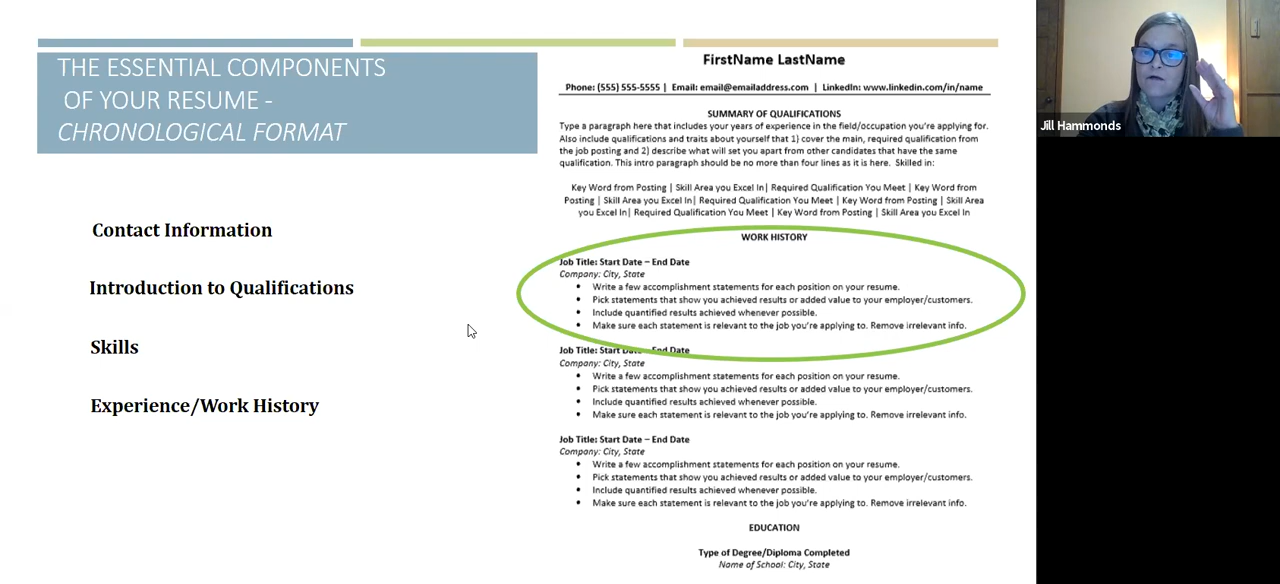 THE ESSENTIAL COMPONENTS
OF YOUR RESUME -
CHRONOLOGICAL FORMAT
Contact Information
Introduction to Qualifications
Skills
Experience/Work History
FirstName LastName
Phone: (555) 555-5555 | Email: email@emailaddress.com | LinkedIn: www.linkedin.com/in/name
SUMMARY OF QUALIFICATIONS
Type a paragraph here that includes your years of experience in the field/occupation you're applying for.
Also include qualifications and traits about yourself that 1) cover the main, required qualification from
the job posting and 2) describe what will set you apart from other candidates that have the same
qualification. This intro paragraph should be no more than four lines as it is here. Skilled in:
Key Word from Posting | Skill Area you Excel In| Required Qualification You Meet | Key Word from
Posting | Skill Area you Excel In| Required Qualification You Meet | Key Word from Posting | Skill Area
you Excel In| Required Qualification You Meet | Key Word from Posting | Skill Area you Excel In
WORK HISTORY
Job Title: Start Date – End Date
Company: City, State
• Write a few accomplishment statements for each position on your resume.
• Pick statements that show you achieved results or added value to your employer/customers.
• Include quantified results achieved whenever possible.
• Make sure each statement is relevant to the job you're applying to. Remove irrelevant info.
Job Title: Start Date – End Date
Company: City, State
• Write a few accomplishment statements for each position on your resume.
• Pick statements that show you achieved results or added value to your employer/customers.
• Include quantified results achieved whenever possible.
• Make sure each statement is relevant to the job you're applying to. Remove irrelevant info.
Job Title: Start Date – End Date
Company: City, State
• Write a few accomplishment statements for each position on your resume.
• Pick statements that show you achieved results or added value to your employer/customers.
• Include quantified results achieved whenever possible.
• Make sure each statement is relevant to the job you're applying to. Remove irrelevant info.
EDUCATION
Type of Degree/Diploma Completed
Name of School: City, State
Jill Hammonds